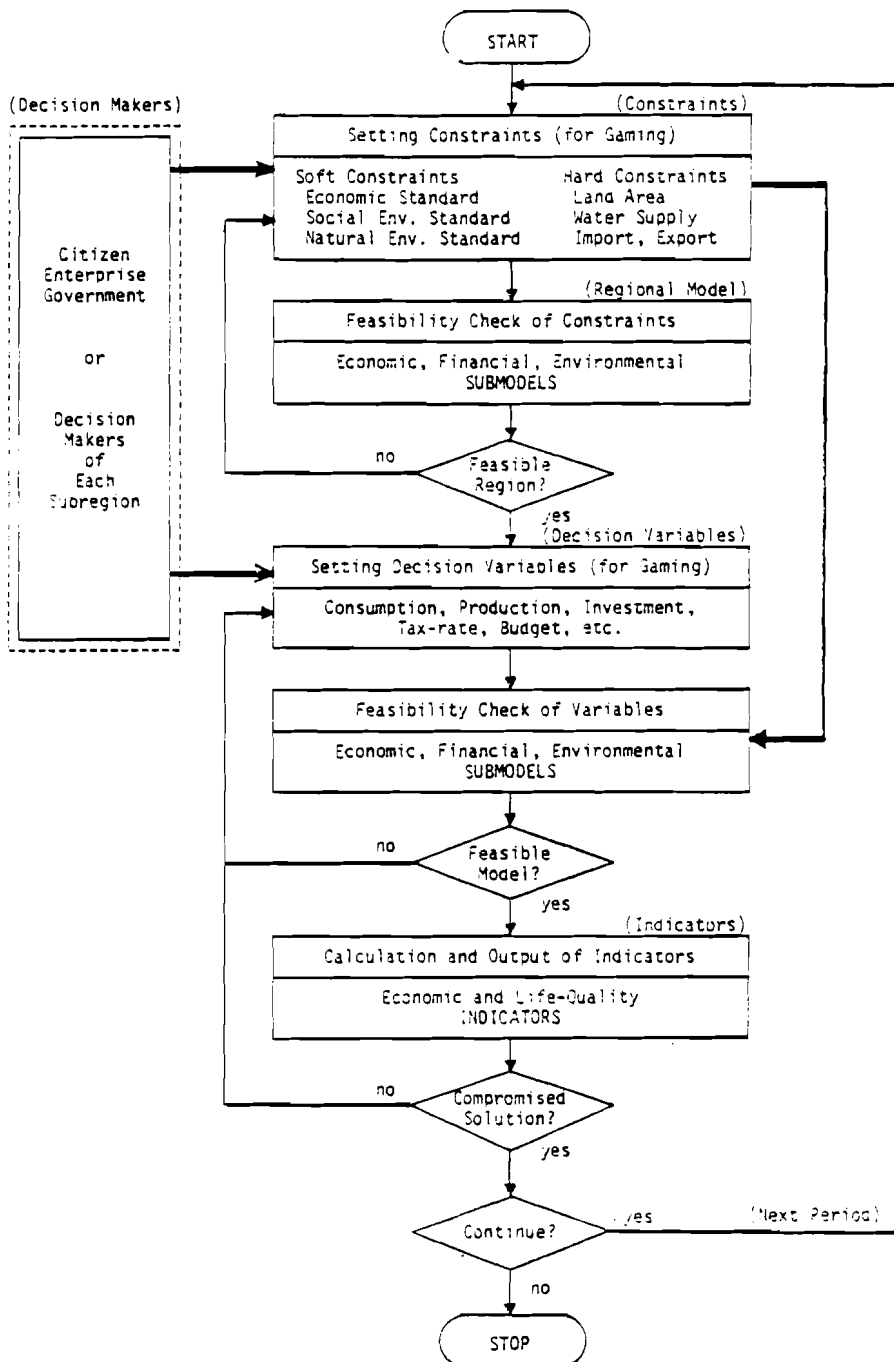 START
(Decision Makers)
(Constraints)
Setting Constraints (for Gaming)
Soft Constraints
Economic Standard
Social Env. Standard
Natural Env. Standard
Hard Constraints
Land Area
Water Supply
Import, Export
Citizen
Enterprise
Government
or
Decision
Makers
of
Each
Subregion
(Regional Model)
Feasibility Check of Constraints
Economic, Financial, Environmental
SUBMODELS
no
Feasible
Region?
yes
(Decision Variables)
Setting Decision Variables (for Gaming)
Consumption, Production, Investment,
Tax-rate, Budget, etc.
Feasibility Check of Variables
Economic, Financial, Environmental
SUBMODELS
no
Feasible
Model?
yes
(Indicators)
Calculation and Output of Indicators
Economic and Life-Quality
INDICATORS
no
Compromised
Solution?
yes
Continue?
yes
(Next Period)
no
STOP